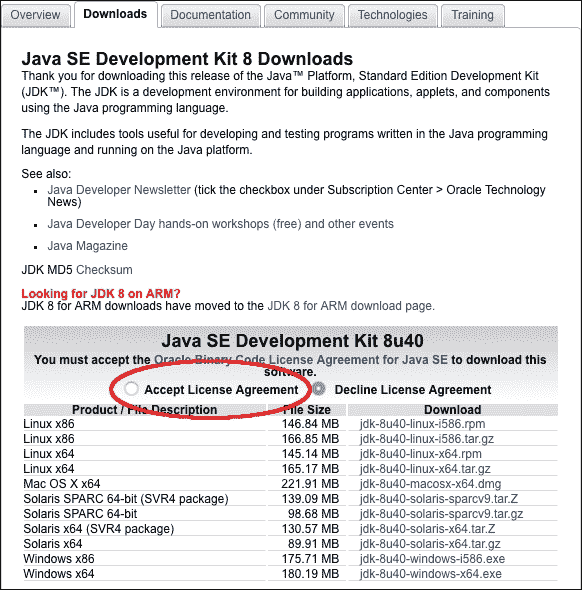 Overview Downloads Documentation Community Technologies Training
Java SE Development Kit 8 Downloads
Thank you for downloading this release of the Java™ Platform, Standard Edition Development Kit
(JDK™). The JDK is a development environment for building applications, applets, and components
using the Java programming language.
The JDK includes tools useful for developing and testing programs written in the Java programming
language and running on the Java platform.
See also:
Java Developer Newsletter (tick the checkbox under Subscription Center > Oracle Technology
News)
Java Developer Day hands-on workshops (free) and other events
Java Magazine
JDK MD5 Checksum
Looking for JDK 8 on ARM?
JDK 8 for ARM downloads have moved to the JDK 8 for ARM download page.
Java SE Development Kit 8u40
You must accept the Oracle Binary Code License Agreement for Java SE to download this
software.
Accept License Agreement Decline License Agreement
Product / File Description File Size Download
Linux x86 146.84 MB jdk-8u40-linux-i586.rpm
Linux x86 166.85 MB jdk-8u40-linux-i586.tar.gz
Linux x64 145.14 MB jdk-8u40-linux-x64.rpm
Linux x64 165.17 MB jdk-8u40-linux-x64.tar.gz
Mac OS X x64 221.91 MB jdk-8u40-macosx-x64.dmg
Solaris SPARC 64-bit (SVR4 package) 139.09 MB jdk-8u40-solaris-sparcv9.tar.Z
Solaris SPARC 64-bit 98.68 MB jdk-8u40-solaris-sparcv9.tar.gz
Solaris x64 (SVR4 package) 130.57 MB jdk-8u40-solaris-x64.tar.Z
Solaris x64 89.91 MB jdk-8u40-solaris-x64.tar.gz
Windows x86 175.71 MB jdk-8u40-windows-i586.exe
Windows x64 180.19 MB jdk-8u40-windows-x64.exe